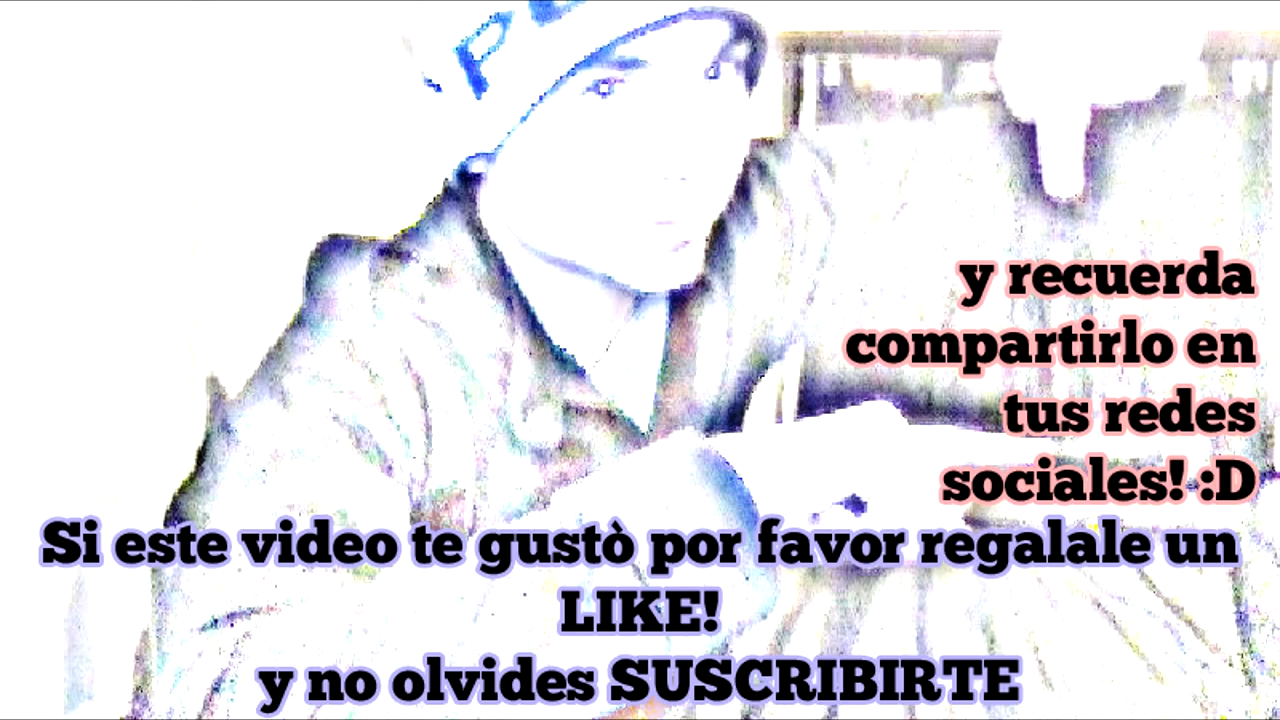 y recuerda
compartirlo en
tus redes
sociales! :D
Si este video te gustò por favor regalale un
LIKE!
y no olvides SUSCRIBIRTE